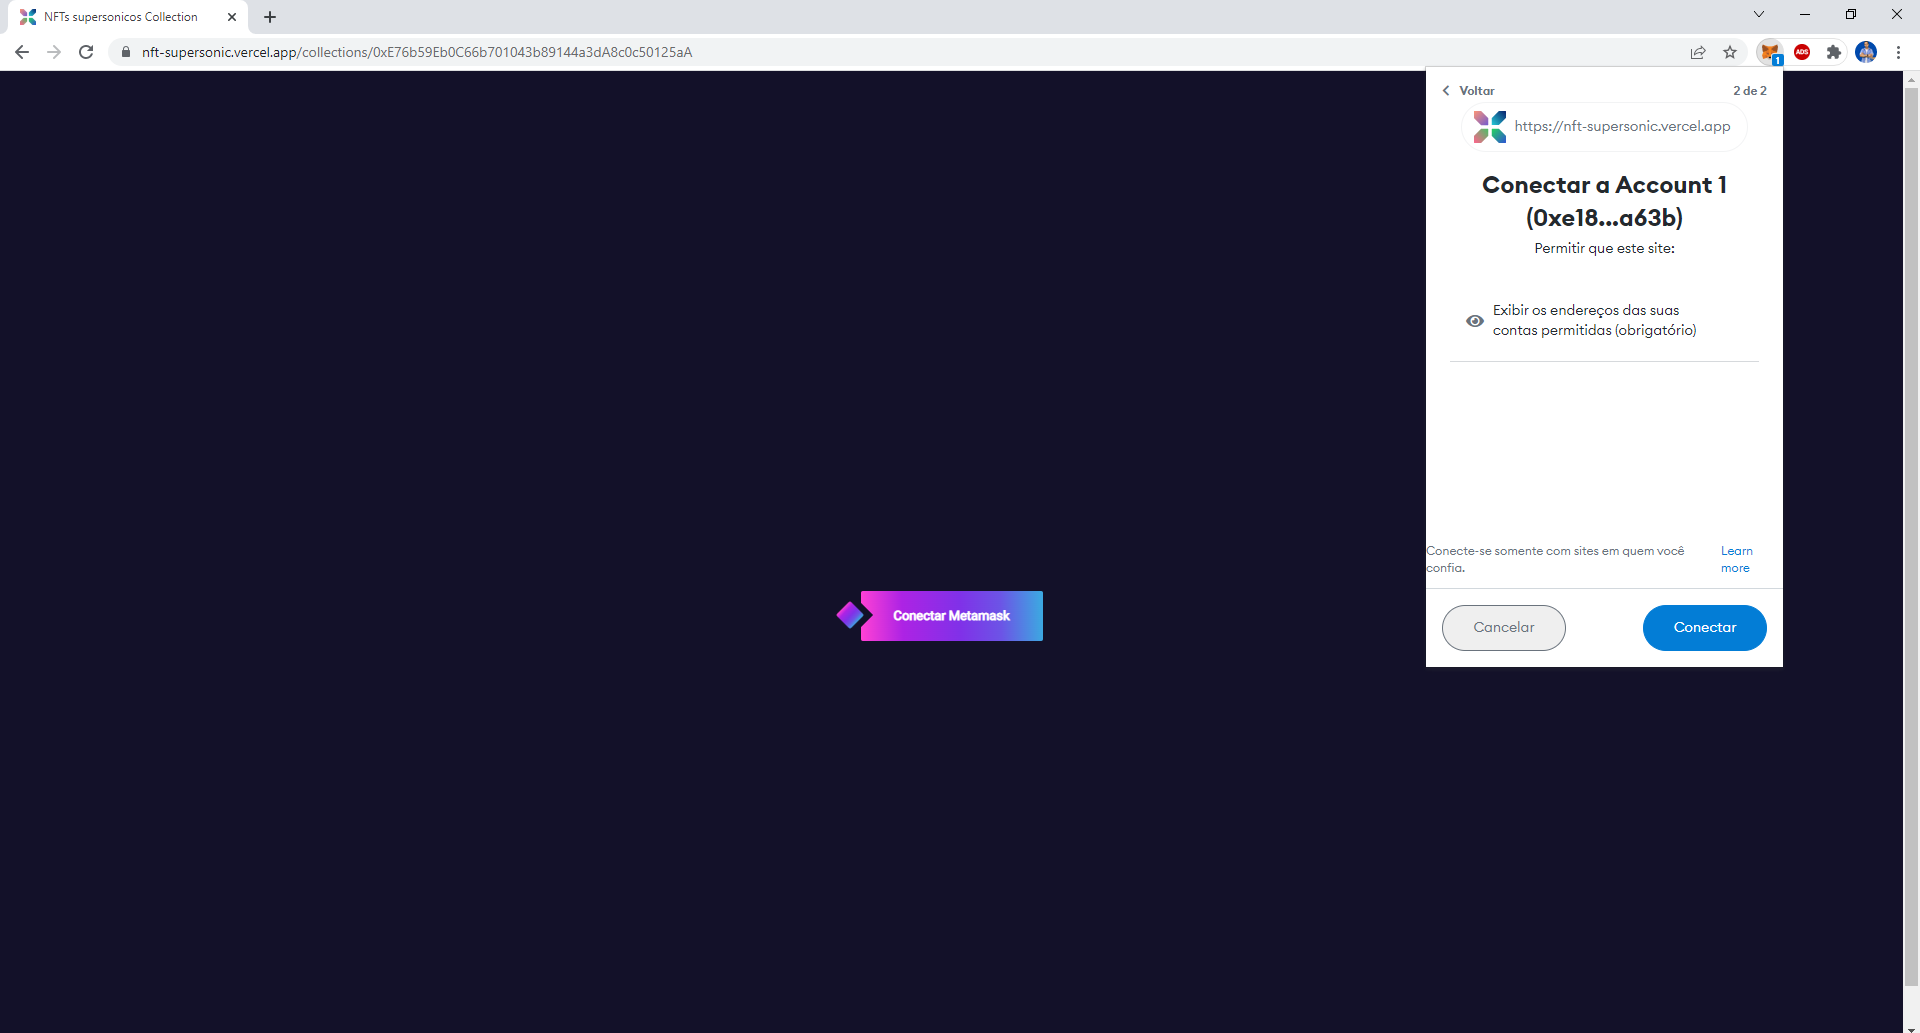 NFTs supersonicos Collection
nft-supersonic.vercel.app/collections/0xE76b59Eb0C66b701043b89144a3dA8c0c50125aA
1
ADS
Voltar
2 de 2
https://nft-supersonic.vercel.app
Conectar a Account 1
(0xe18...a63b)
Permitir que este site:
Exibir os endereços das suas
contas permitidas (obrigatório)
Conecte-se somente com sites em quem você
confia.
Learn
more
Conectar Metamask
Cancelar
Conectar